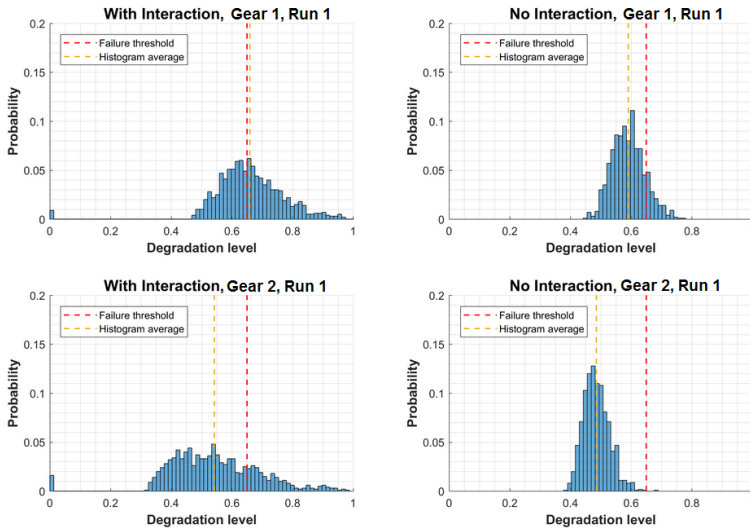 With Interaction, Gear 1, Run 1
0.2
0.15
0.1
0.05
0
Probability
Failure threshold
Histogram average
0 0.2 0.4 0.6 0.8 1
Degradation level
No Interaction, Gear 1, Run 1
0.2
0.15
0.1
0.05
0
Probability
Failure threshold
Histogram average
0 0.2 0.4 0.6 0.8
Degradation level
With Interaction, Gear 2, Run 1
0.2
0.15
0.1
0.05
0
Probability
Failure threshold
Histogram average
0 0.2 0.4 0.6 0.8 1
Degradation level
No Interaction, Gear 2, Run 1
0.2
0.15
0.1
0.05
0
Probability
Failure threshold
Histogram average
0 0.2 0.4 0.6 0.8
Degradation level